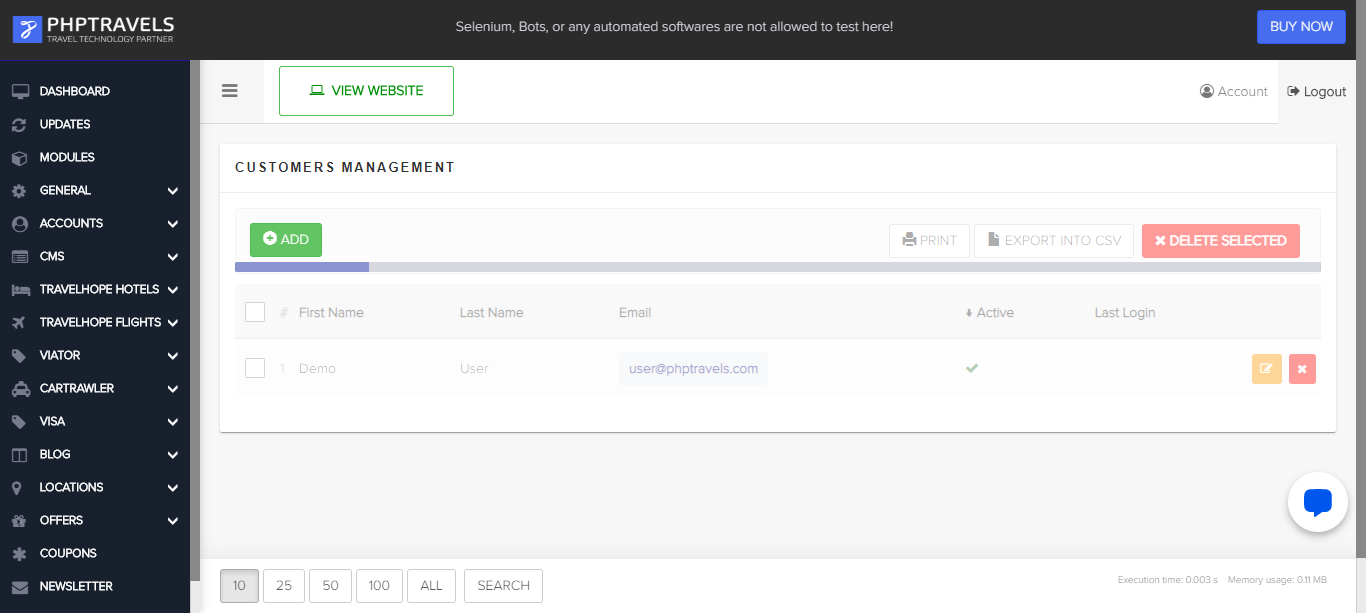 PHPTRAVELS
TRAVEL TECHNOLOGY PARTNER
Selenium, Bots, or any automated softwares are not allowed to test here!
BUY NOW
DASHBOARD
UPDATES
MODULES
GENERAL
ACCOUNTS
CMS
TRAVELHOPE HOTELS
TRAVELHOPE FLIGHTS
VIATOR
CARTRAWLER
VISA
BLOG
LOCATIONS
OFFERS
COUPONS
NEWSLETTER
VIEW WEBSITE
Account
Logout
CUSTOMERS MANAGEMENT
ADD
PRINT
EXPORT INTO CSV
DELETE SELECTED
# First Name Last Name Email Active Last Login
1 Demo User user@phptravels.com
10 25 50 100 ALL SEARCH
Execution time: 0.003 s Memory usage: 0.11 MB